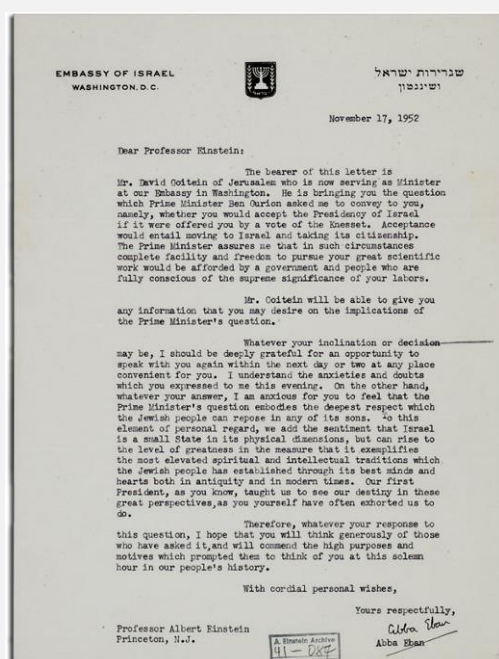 EMBASSY OF ISRAEL
WASHINGTON, D.C.
שגרירות ישראל
ושינגטון
November 17, 1952
Dear Professor Einstein:
The bearer of this letter is
Mr. David Goitein of Jerusalem who is now serving as Minister
at our Embassy in Washington. He is bringing you the question
which Prime Minister Ben Gurion asked me to convey to you,
namely, whether you would accept the Presidency of Israel
if it were offered you by a vote of the Knesset. Acceptance
would entail moving to Israel and taking its citizenship.
The Prime Minister assures me that in such circumstances
complete facility and freedom to pursue your great scientific
work would be afforded by a government and people who are
fully conscious of the supreme significance of your labors.
Mr. Goitein will be able to give you
any information that you may desire on the implications of
the Prime Minister's question.
Whatever your inclination or decision
may be, I should be deeply grateful for an opportunity to
speak with you again within the next day or two at any place
convenient for you. I understand the anxieties and doubts
which you expressed to me this evening. On the other hand,
whatever your answer, I am anxious for you to feel that the
Prime Minister's question embodies the deepest respect which
the Jewish people can repose in any of its sons. To this
element of personal regard, we add the sentiment that Israel
is a small State in its physical dimensions, but can rise to
the level of greatness in the measure that it exemplifies
the most elevated spiritual and intellectual traditions which
the Jewish people has established through its best minds and
hearts both in antiquity and in modern times. Our first
President, as you know, taught us to see our destiny in these
great perspectives, as you yourself have often exhorted us to
do.
Therefore, whatever your response to
this question, I hope that you will think generously of those
who have asked it, and will commend the high purposes and
motives which prompted them to think of you at this solemn
hour in our people's history.
With cordial personal wishes,
Yours respectfully,
Abba Eban
Abba Eban
Professor Albert Einstein
Princeton, N.J.
A. Einstein Archive
41 - 087